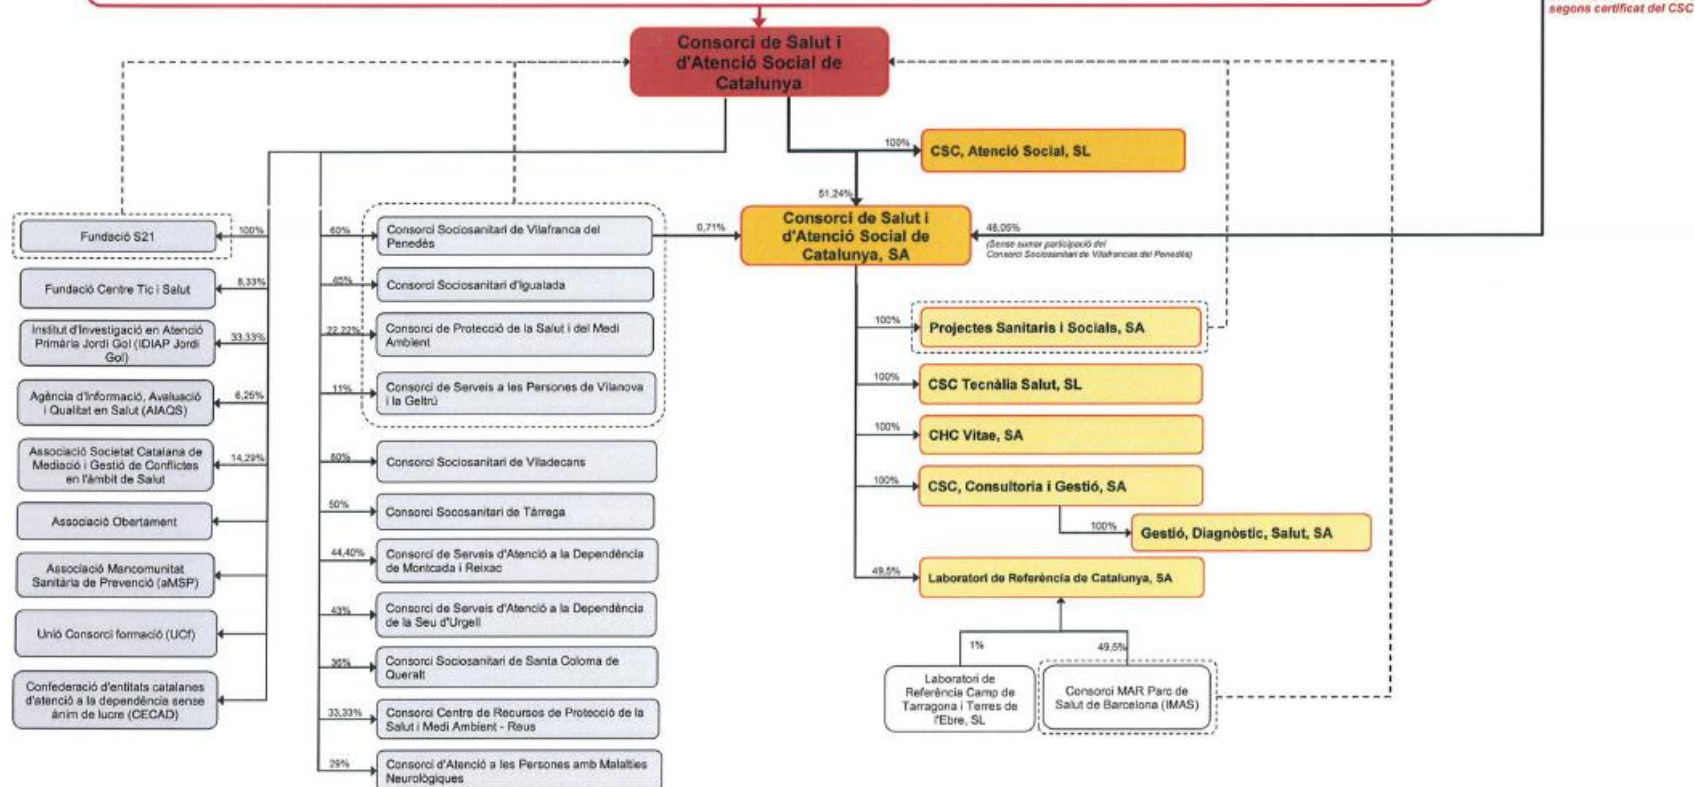 segons certificat del CSC
Consorci de Salut i
d'Atenció Social de
Catalunya
100%
CSC, Atenció Social, SL
51,24%
Consorci de Salut i
d'Atenció Social de
Catalunya, SA
0,71%
48,05%
(Sense sumar participació del
Consorci Sociosanitari de Vilafrancas del Penedès)
Fundació S21
100%
Fundació Centre Tic i Salut
8,33%
Institut d'Investigació en Atenció
Primària Jordi Gol (IDIAP Jordi
Gol)
33,33%
Agència d'Informació, Avaluació
i Qualitat en Salut (AIAQS)
6,25%
Associació Societat Catalana de
Mediació i Gestió de Conflictes
en l'àmbit de Salut
14,29%
Associació Obertament
Associació Mancomunitat
Sanitària de Prevenció (aMSP)
Unió Consorci formació (UCf)
Confederació d'entitats catalanes
d'atenció a la dependència sense
ànim de lucre (CECAD)
60%
Consorci Sociosanitari de Vilafranca del
Penedès
Consorci Sociosanitari d'Igualada
22,22%
Consorci de Protecció de la Salut i del Medi
Ambient
11%
Consorci de Serveis a les Persones de Vilanova
i la Geltrú
Consorci Sociosanitari de Viladecans
50%
Consorci Socosanitari de Tàrrega
44,40%
Consorci de Serveis d'Atenció a la Dependència
de Montcada i Reixac
43%
Consorci de Serveis d'Atenció a la Dependència
de la Seu d'Urgell
36%
Consorci Sociosanitari de Santa Coloma de
Queralt
33,33%
Consorci Centre de Recursos de Protecció de la
Salut i Medi Ambient - Reus
29%
Consorci d'Atenció a les Persones amb Malalties
Neurològiques
100%
Projectes Sanitaris i Socials, SA
100%
CSC Tecnàlia Salut, SL
100%
CHC Vitae, SA
100%
CSC, Consultoria i Gestió, SA
100%
Gestió, Diagnòstic, Salut, SA
49,5%
Laboratori de Referència de Catalunya, SA
1%
49,5%
Laboratori de
Referència Camp de
Tarragona i Terres de
l'Ebre, SL
Consorci MAR Parc de
Salut de Barcelona (IMAS)